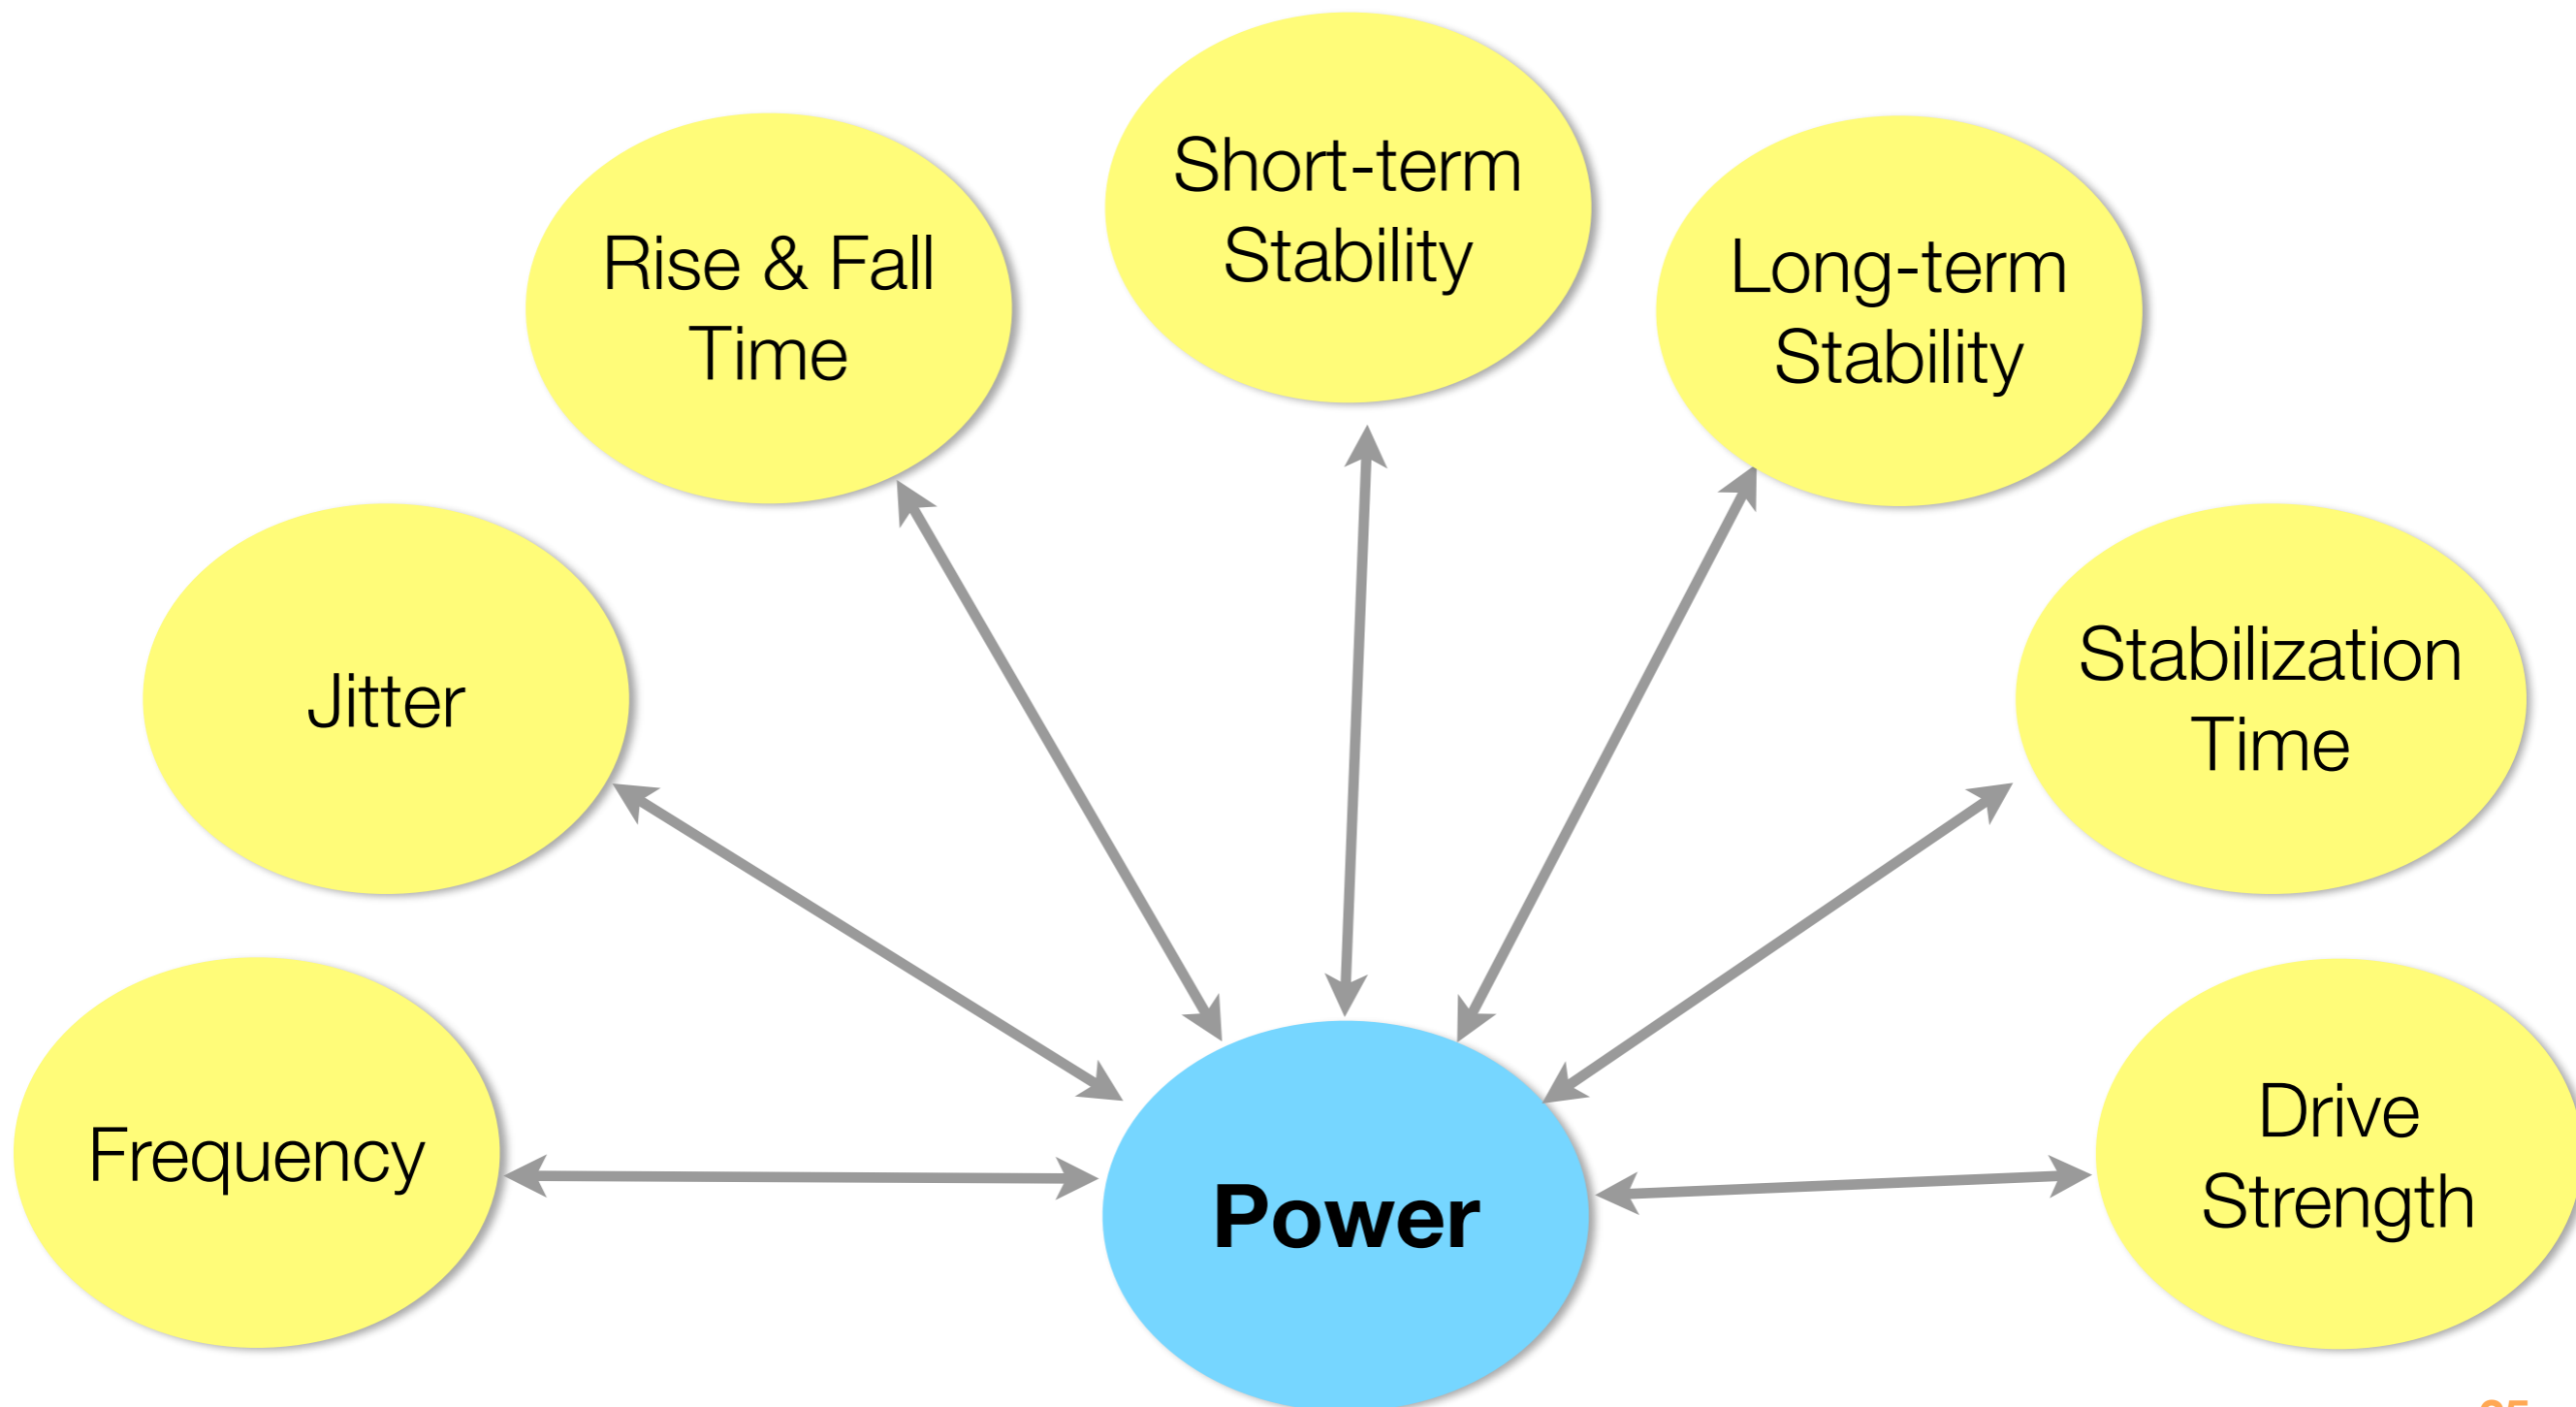 Short-term
Stability
Rise & Fall
Time
Long-term
Stability
Jitter
Stabilization
Time
Frequency
Power
Drive
Strength